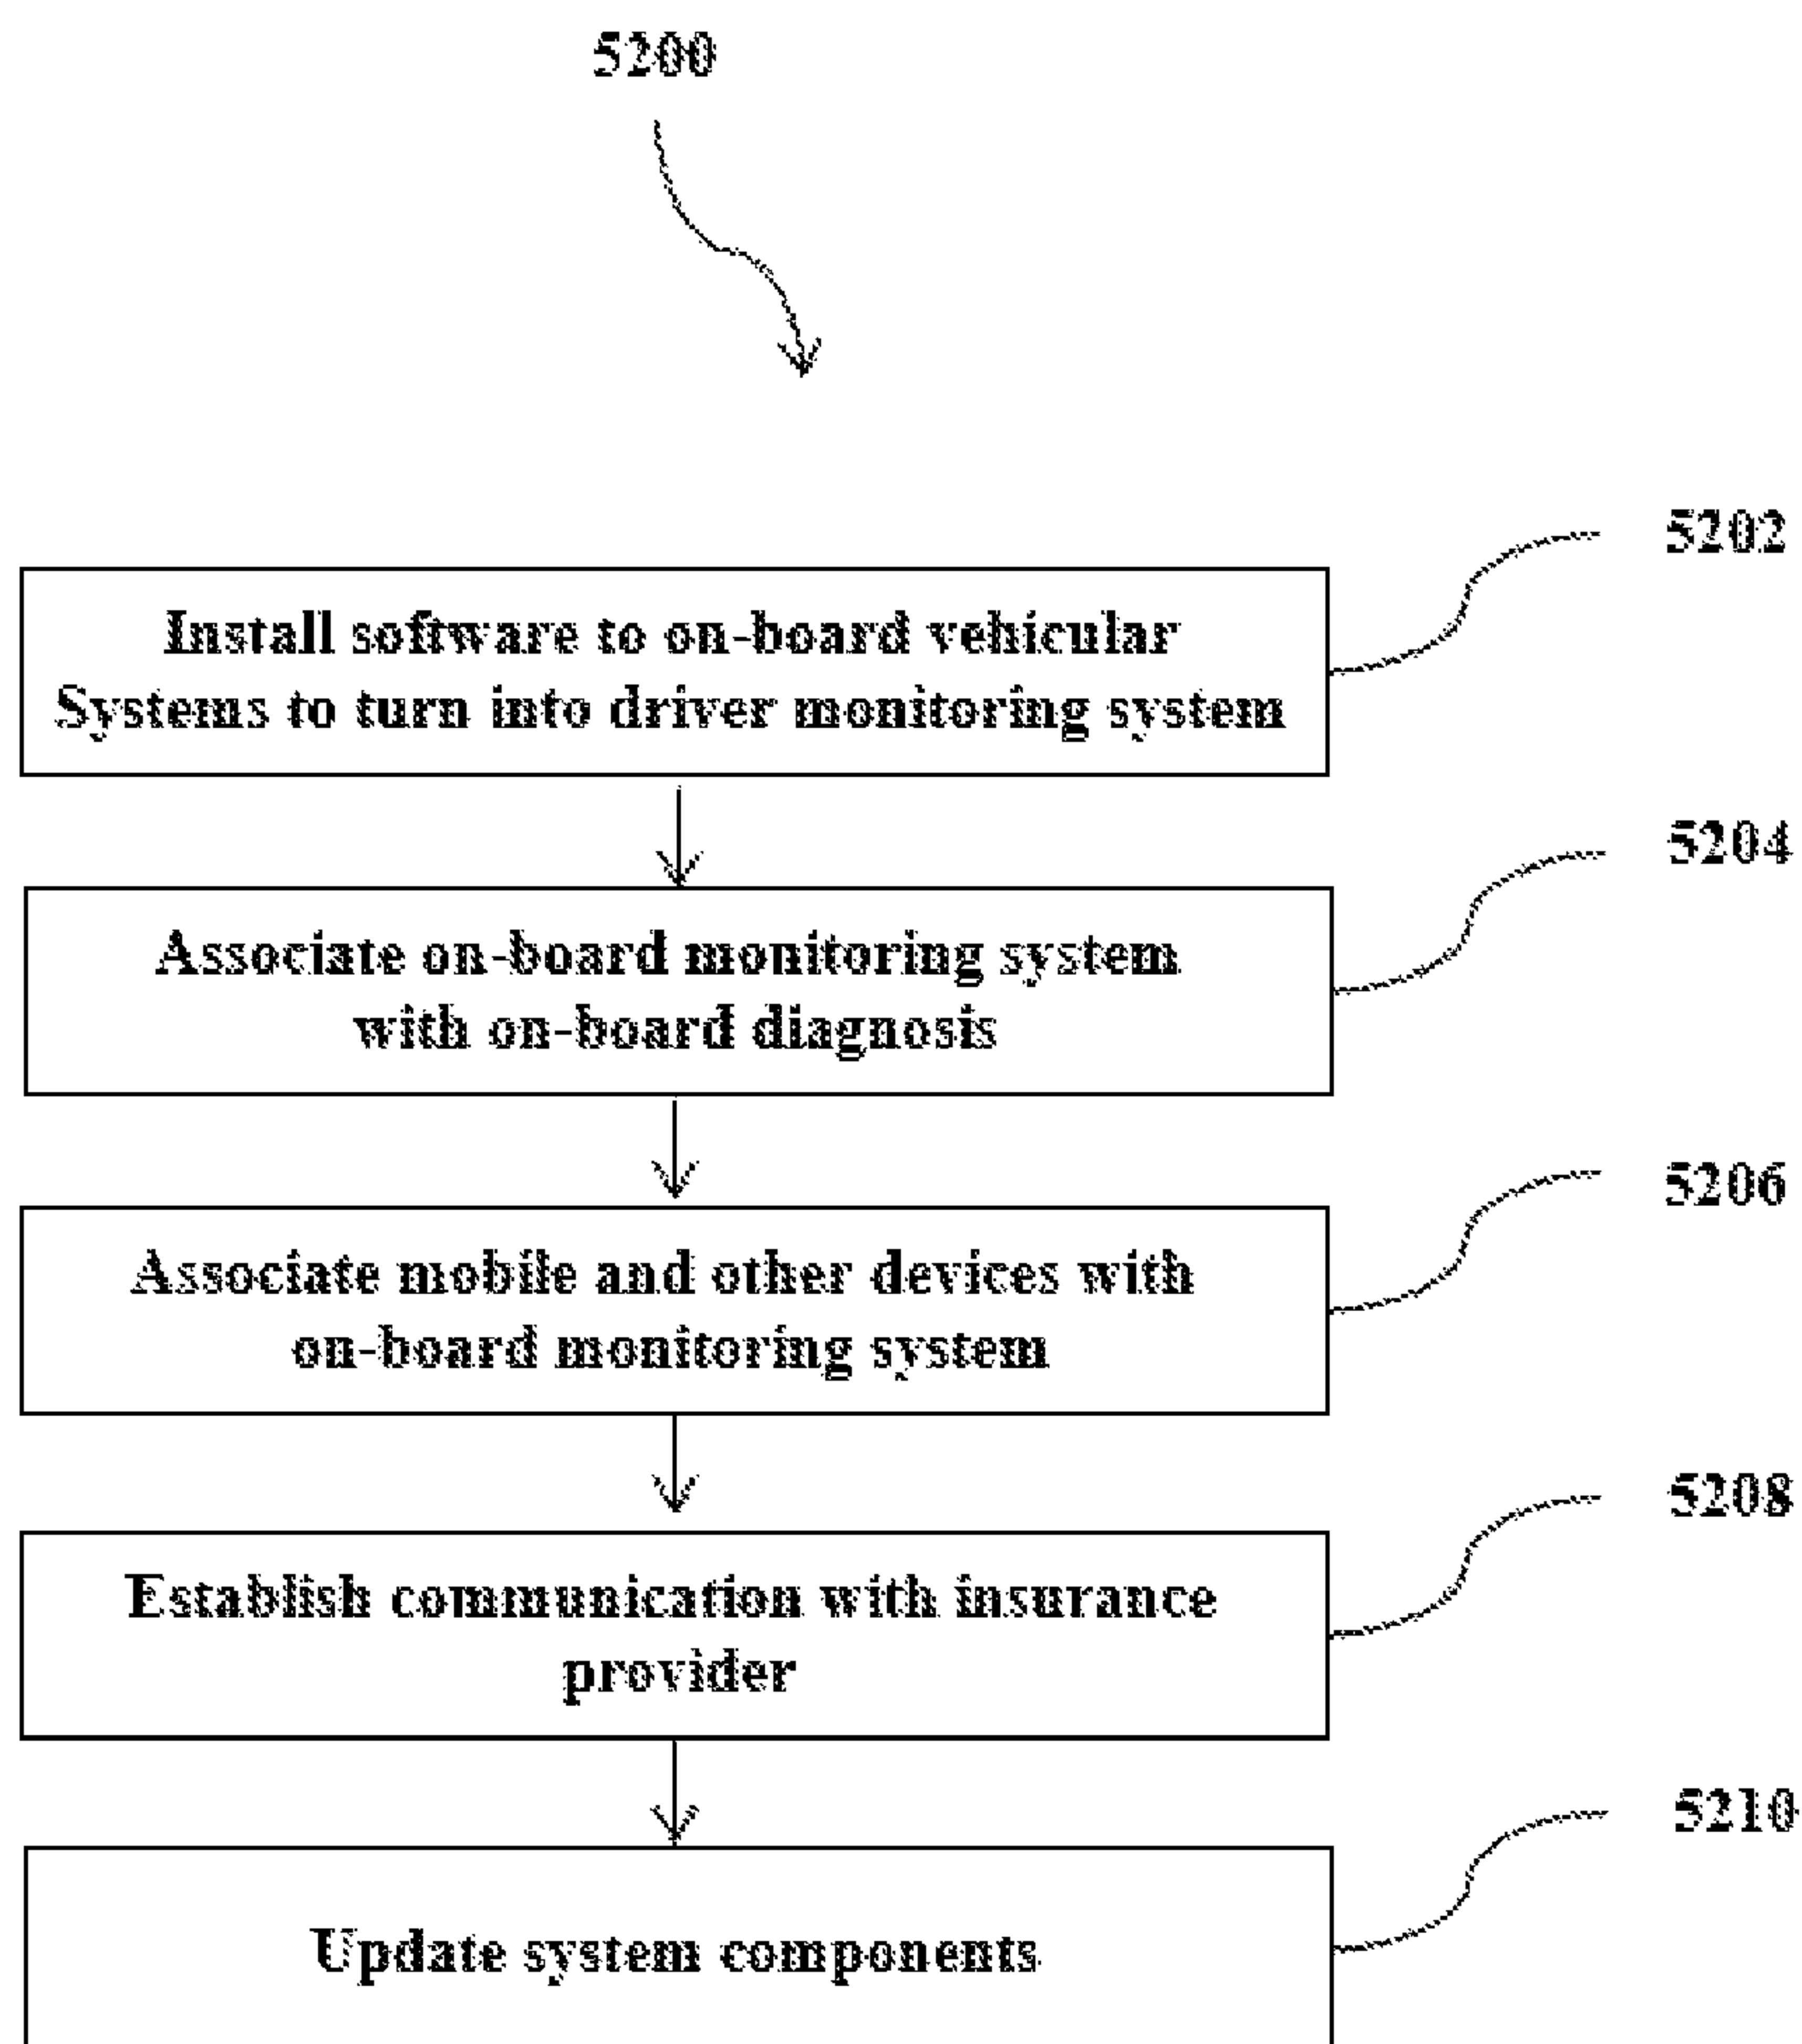 5200
5202
Install software to on-board vehicular
Systems to turn into driver monitoring system
5204
Associate on-board monitoring system
with on-board diagnosis
5206
Associate mobile and other devices with
on-board monitoring system
5208
Establish communication with insurance
provider
5210
Update system components